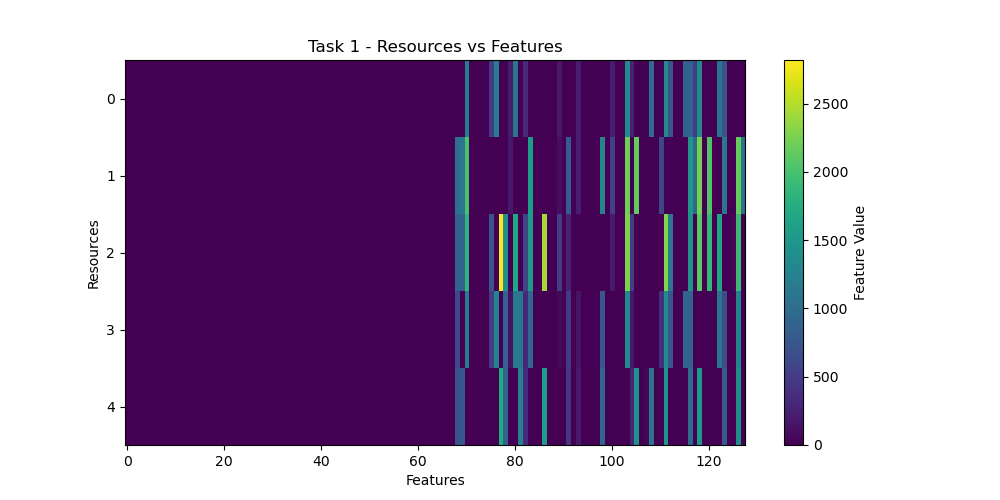 Task 1 - Resources vs Features
Resources
0
1
2
3
4
0 20 40 60 80 100 120
Features
2500
2000
1500
1000
500
0
Feature Value